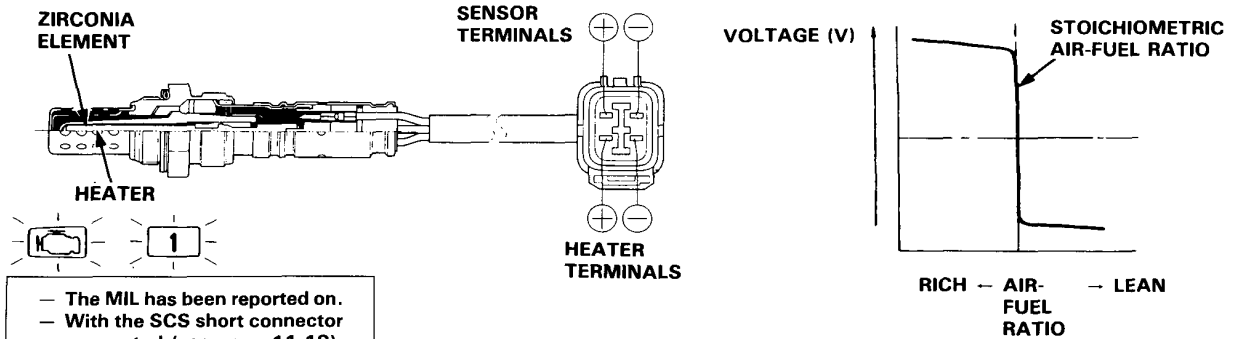 ZIRCONIA
ELEMENT
HEATER
SENSOR
TERMINALS
+ −
+ −
HEATER
TERMINALS
VOLTAGE (V)
STOICHIOMETRIC
AIR-FUEL RATIO
RICH ← AIR- → LEAN
FUEL
RATIO
1
— The MIL has been reported on.
— With the SCS short connector